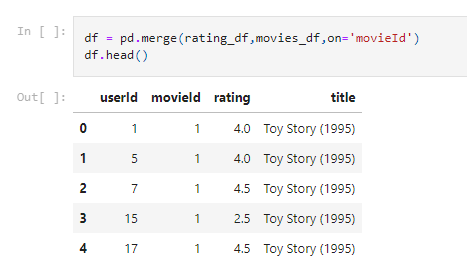 In [ ]:
df = pd.merge(rating_df,movies_df,on='movieId')
df.head()
Out[ ]:
userId movieId rating title
0 1 1 4.0 Toy Story (1995)
1 5 1 4.0 Toy Story (1995)
2 7 1 4.5 Toy Story (1995)
3 15 1 2.5 Toy Story (1995)
4 17 1 4.5 Toy Story (1995)